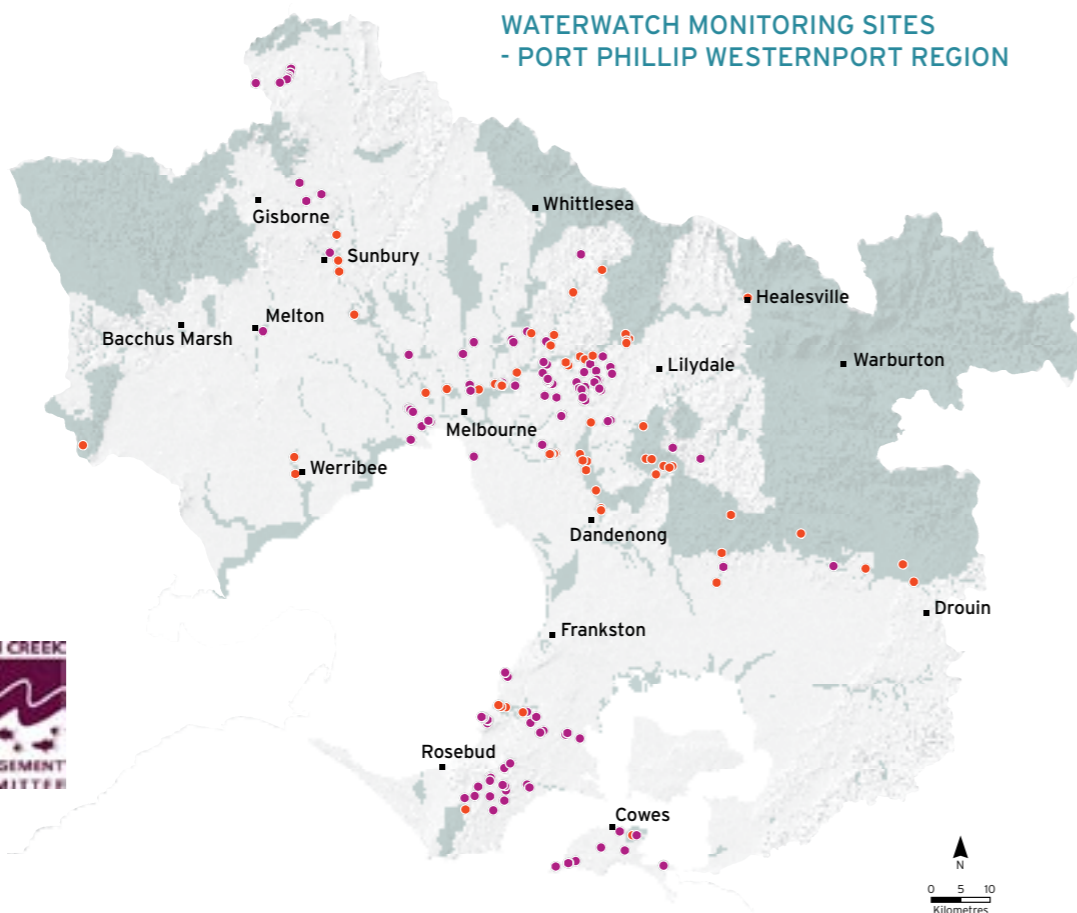 WATERWATCH MONITORING SITES
- PORT PHILLIP WESTERNPORT REGION
Whittlesea
Gisborne
Sunbury
Healesville
Melton
Bacchus Marsh
Warburton
Lilydale
Melbourne
Werribee
Dandenong
Drouin
Frankston
CREEK
Rosebud
Cowes
N
0 5 10
Kilometres